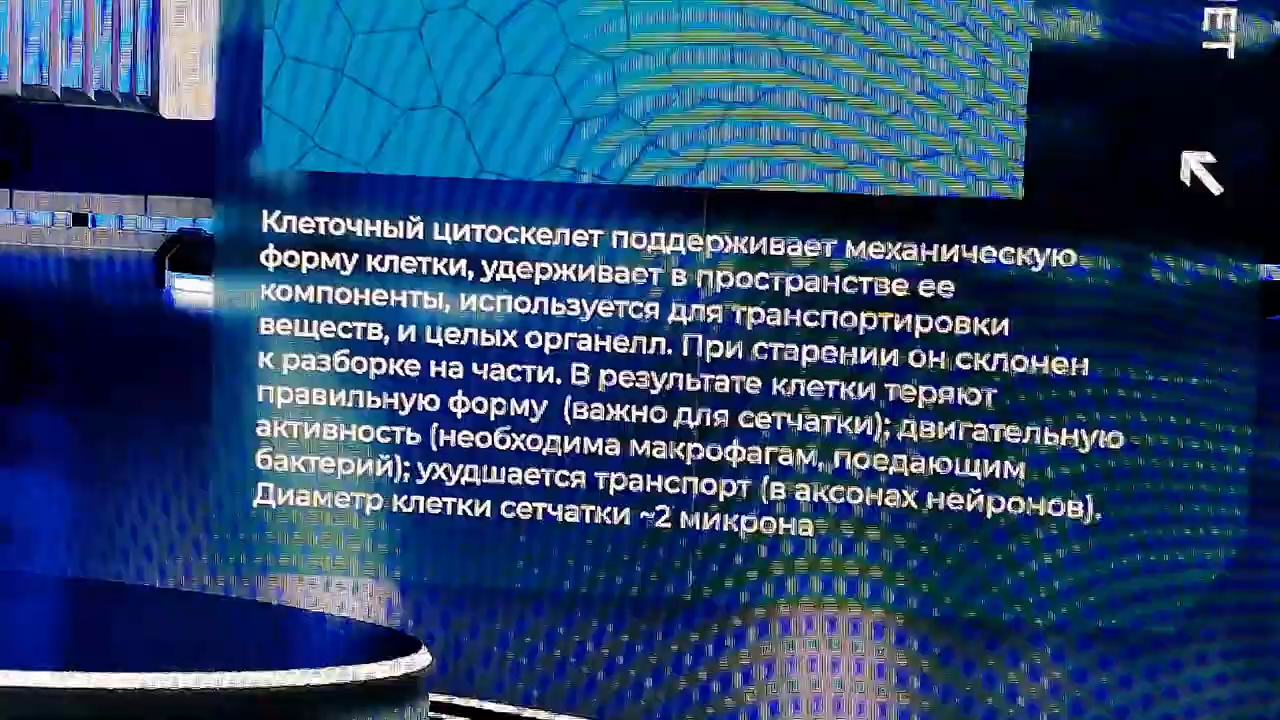 Клеточный цитоскелет поддерживает механическую
форму клетки, удерживает в пространстве ее
компоненты, используется для транспортировки
веществ, и целых органелл. При старении он склонен
к разборке на части. В результате клетки теряют
правильную форму (важно для сетчатки); двигательную
активность (необходима макрофагам, поедающим
бактерий); ухудшается транспорт (в аксонах нейронов).
Диаметр клетки сетчатки ~2 микрона